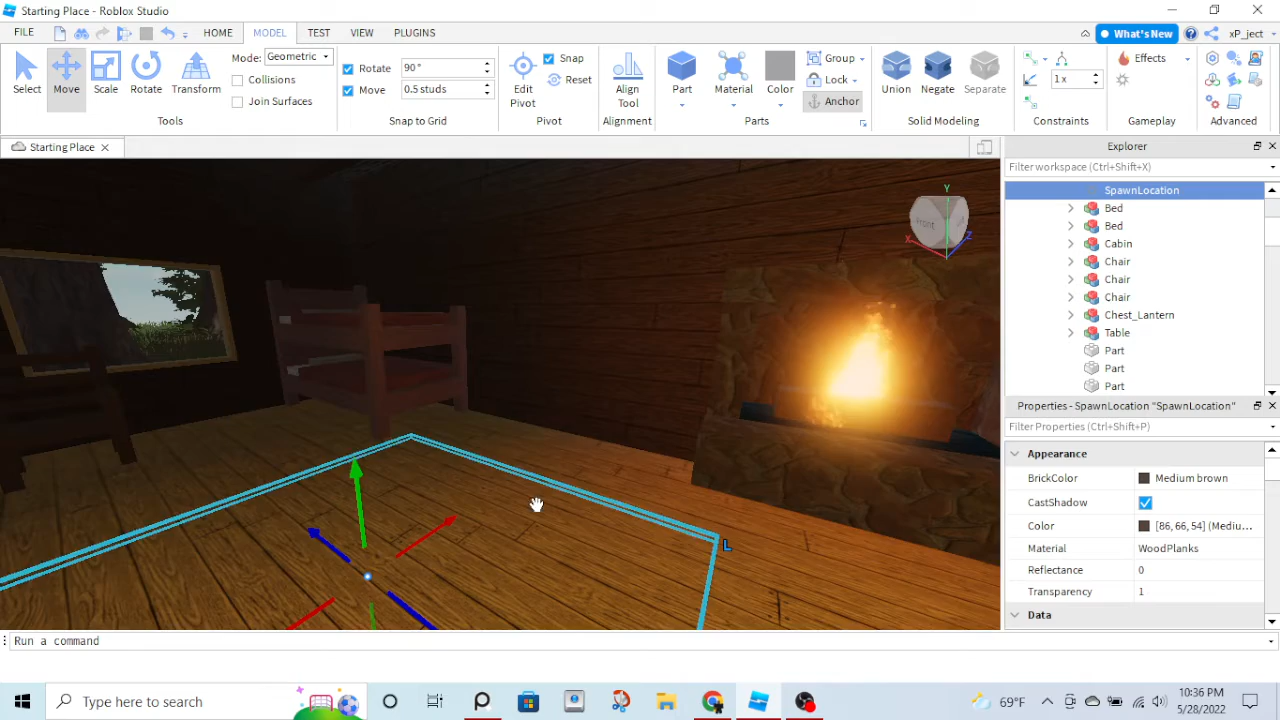 Starting Place - Roblox Studio
FILE HOME MODEL TEST VIEW PLUGINS What's New xP_ject
Select Move Scale Rotate Transform
Mode: Geometric
Collisions
Join Surfaces
Tools
Rotate 90°
Move 0.5 studs
Snap to Grid
Edit Pivot
Snap
Reset
Pivot
Align Tool
Alignment
Part Material Color
Group
Lock
Anchor
Parts
Union Negate Separate
Solid Modeling
1 x
Constraints
Effects
Gameplay
Advanced
Starting Place
Y
X
Z
Front
L
Explorer
Filter workspace (Ctrl+Shift+X)
SpawnLocation
Bed
Bed
Cabin
Chair
Chair
Chair
Chest_Lantern
Table
Part
Part
Part
Properties - SpawnLocation "SpawnLocation"
Filter Properties (Ctrl+Shift+P)
Appearance
BrickColor Medium brown
CastShadow
Color [86, 66, 54] (Mediu...
Material WoodPlanks
Reflectance 0
Transparency 1
Data
Run a command
Type here to search
69°F
10:36 PM
5/28/2022